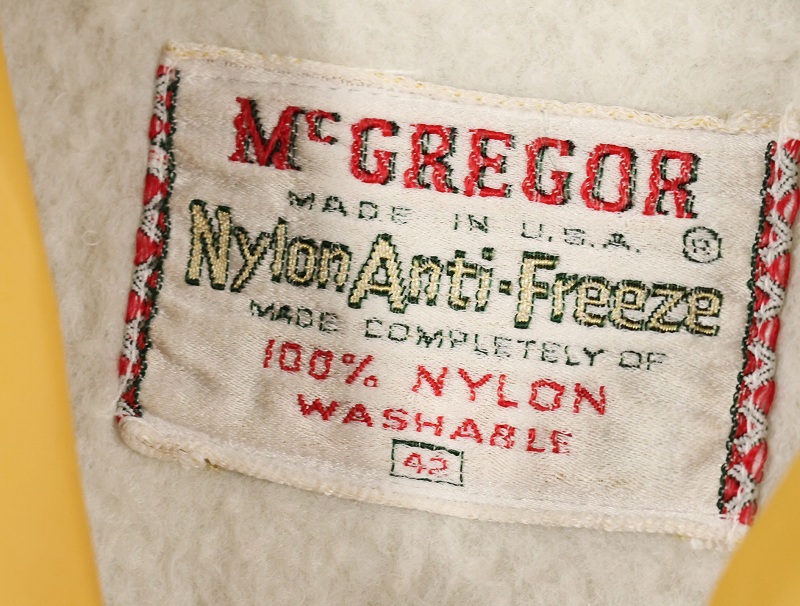 McGREGOR
MADE IN U.S.A. ®
Nylon Anti-Freeze
MADE COMPLETELY OF
100% NYLON
WASHABLE
42